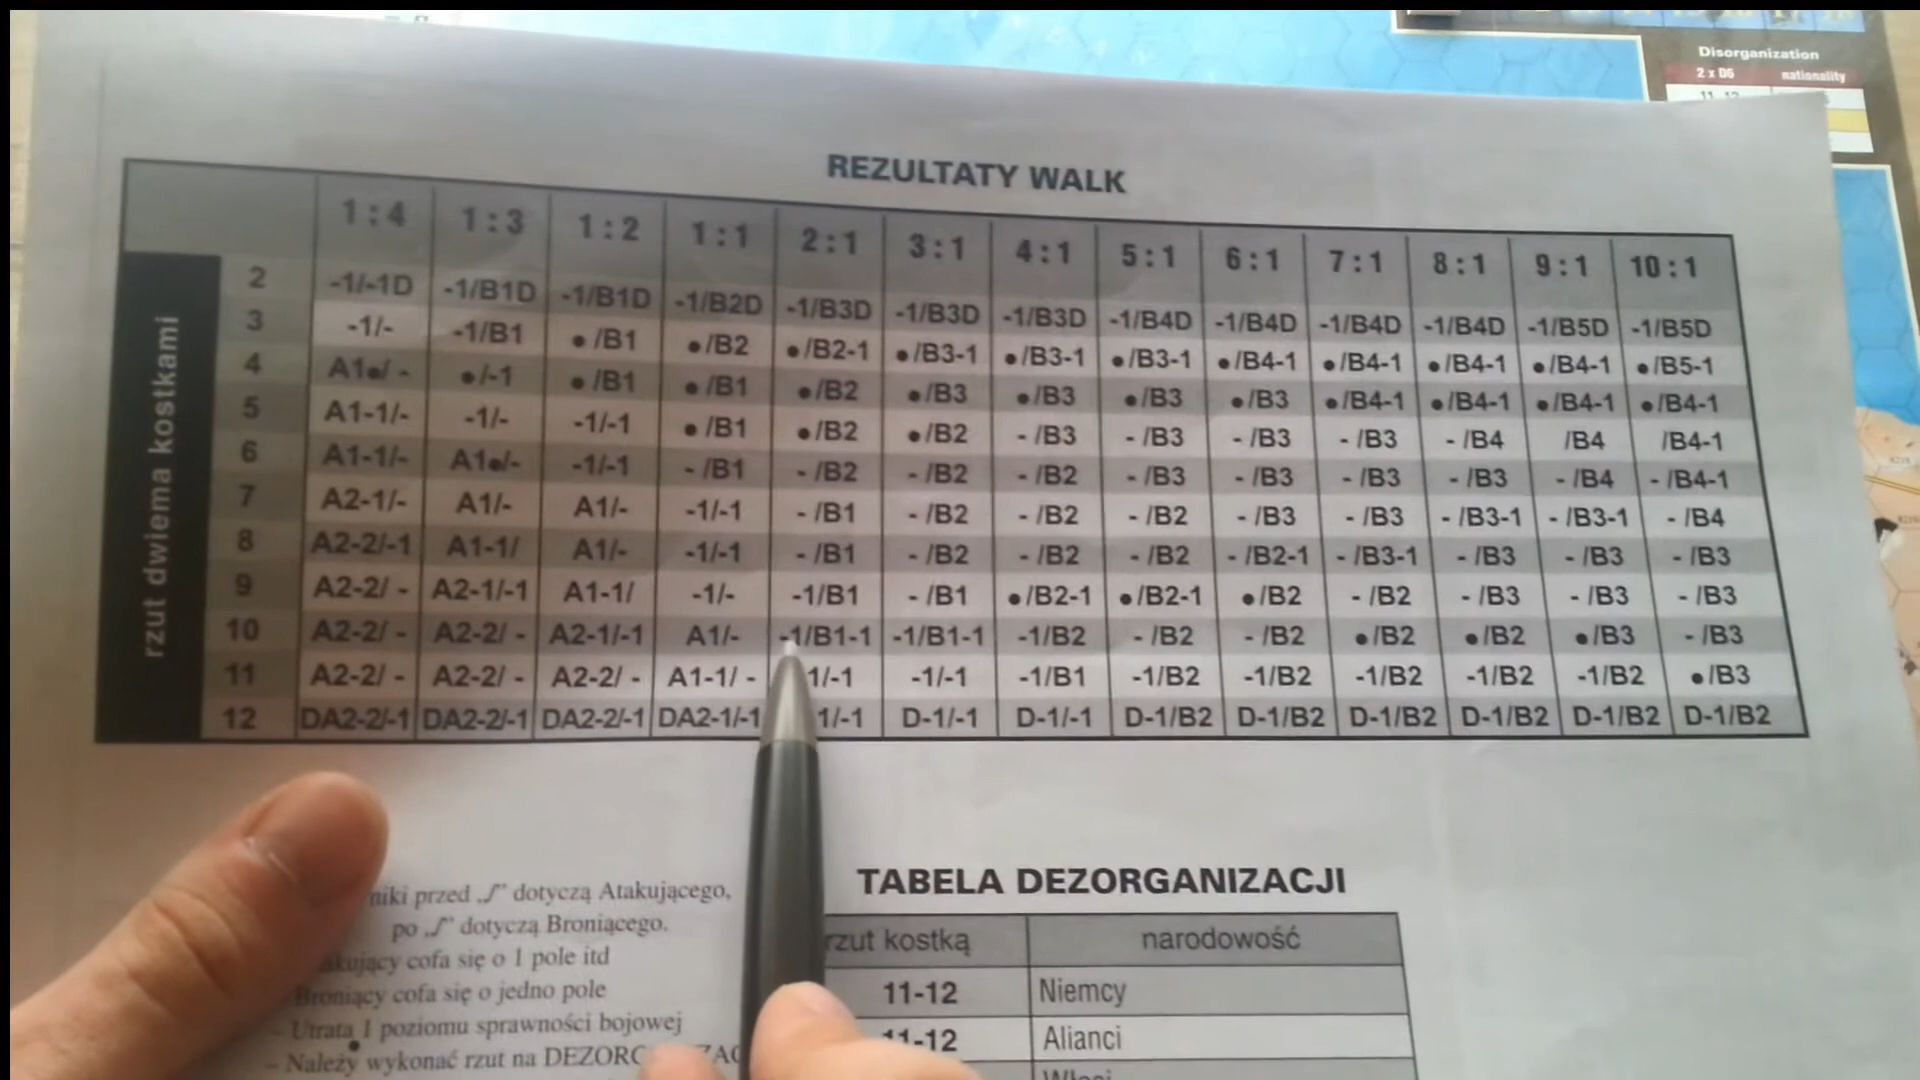 Disorganization
2 x D6 nationality
11-12
REZULTATY WALK
1 : 4 1 : 3 1 : 2 1 : 1 2 : 1 3 : 1 4 : 1 5 : 1 6 : 1 7 : 1 8 : 1 9 : 1 10 : 1
rzut dwiema kostkami
2 -1/-1D -1/B1D -1/B1D -1/B2D -1/B3D -1/B3D -1/B3D -1/B4D -1/B4D -1/B4D -1/B4D -1/B5D -1/B5D
3 -1/- -1/B1 • /B1 • /B2 • /B2-1 • /B3-1 • /B3-1 • /B3-1 • /B4-1 • /B4-1 • /B4-1 • /B4-1 • /B5-1
4 A1•/ - •/-1 • /B1 • /B1 • /B2 • /B3 • /B3 • /B3 • /B3 • /B4-1 • /B4-1 • /B4-1 • /B4-1
5 A1-1/- -1/- -1/-1 • /B1 • /B2 • /B2 - /B3 - /B3 - /B3 - /B3 - /B4 /B4 /B4-1
6 A1-1/- A1•/- -1/-1 - /B1 - /B2 - /B2 - /B2 - /B3 - /B3 - /B3 - /B3 - /B4 - /B4-1
7 A2-1/- A1/- A1/- -1/-1 - /B1 - /B2 - /B2 - /B2 - /B3 - /B3 - /B3-1 - /B3-1 - /B4
8 A2-2/-1 A1-1/ A1/- -1/-1 - /B1 - /B2 - /B2 - /B2 - /B2-1 - /B3-1 - /B3 - /B3 - /B3
9 A2-2/ - A2-1/-1 A1-1/ -1/- -1/B1 - /B1 • /B2-1 • /B2-1 • /B2 - /B2 - /B3 - /B3 - /B3
10 A2-2/ - A2-2/ - A2-1/-1 A1/- -1/B1-1 -1/B1-1 -1/B2 - /B2 - /B2 • /B2 • /B2 • /B3 - /B3
11 A2-2/ - A2-2/ - A2-2/ - A1-1/ - 1/-1 -1/-1 -1/B1 -1/B2 -1/B2 -1/B2 -1/B2 -1/B2 • /B3
12 DA2-2/-1 DA2-2/-1 DA2-2/-1 DA2-1/-1 1/-1 D-1/-1 D-1/-1 D-1/B2 D-1/B2 D-1/B2 D-1/B2 D-1/B2 D-1/B2
niki przed „/” dotyczą Atakującego,
po „/” dotyczą Broniącego.
akujący cofa się o 1 pole itd
Broniący cofa się o jedno pole
- Utrata 1 poziomu sprawności bojowej
- Należy wykonać rzut na DEZORG
TABELA DEZORGANIZACJI
rzut kostką narodowość
11-12 Niemcy
11-12 Alianci